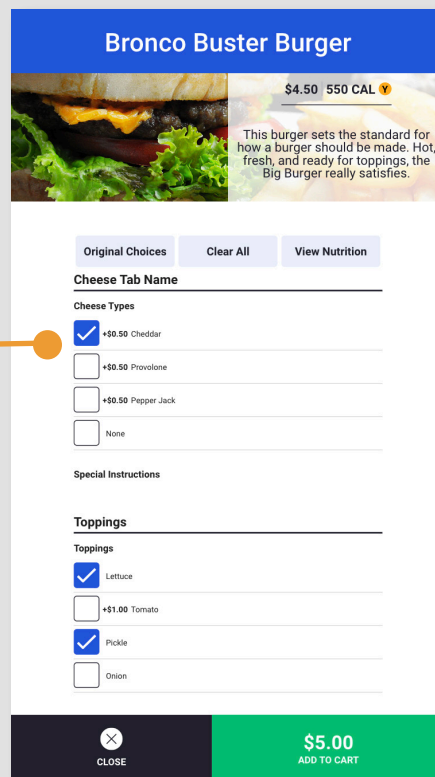 Bronco Buster Burger
$4.50 550 CAL Y
This burger sets the standard for
how a burger should be made. Hot,
fresh, and ready for toppings, the
Big Burger really satisfies.
Original Choices Clear All View Nutrition
Cheese Tab Name
Cheese Types
+$0.50 Cheddar
+$0.50 Provolone
+$0.50 Pepper Jack
None
Special Instructions
Toppings
Toppings
Lettuce
+$1.00 Tomato
Pickle
Onion
CLOSE
$5.00
ADD TO CART